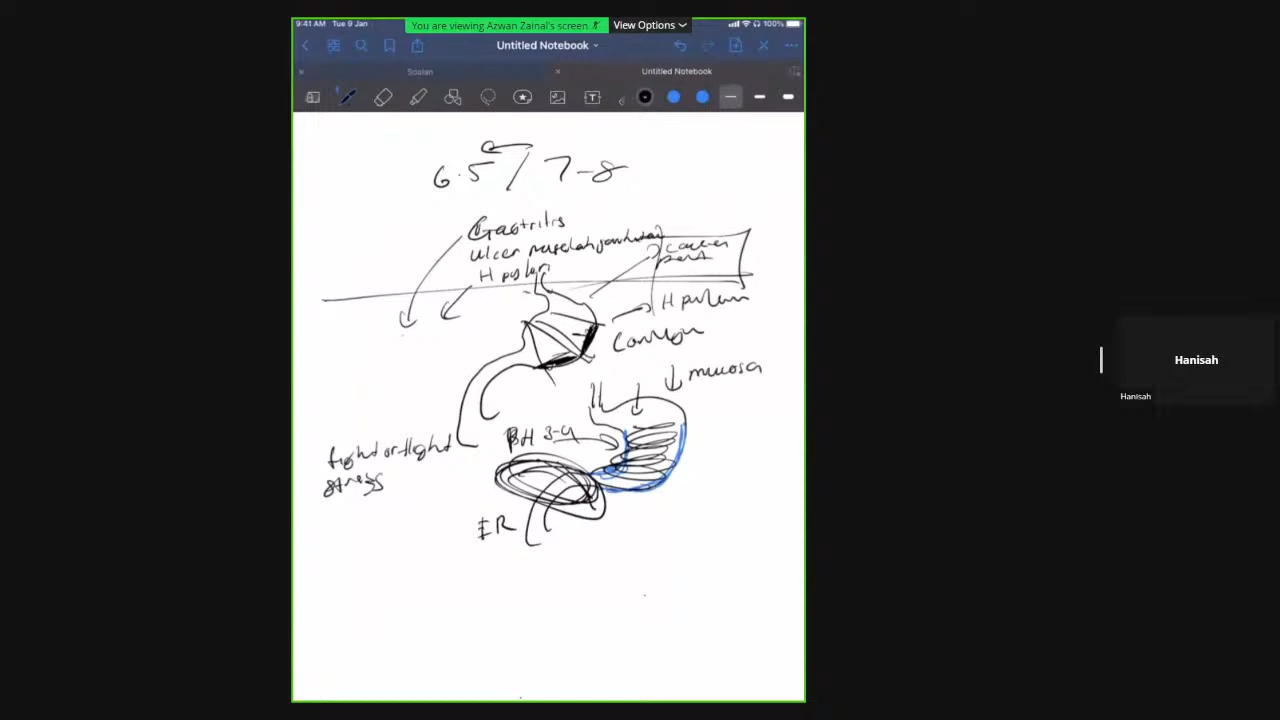 9:41 AM Tue 9 Jan
You are viewing Azwan Zainal's screen
View Options
100%
Untitled Notebook
Soalan
Untitled Notebook
6.5 / 7-8
Gastritis
ulcer
H pylori
cancer
H pylori
mucosa
PH 3-4
fight or flight
stress
IR
Hanisah
Hanisah